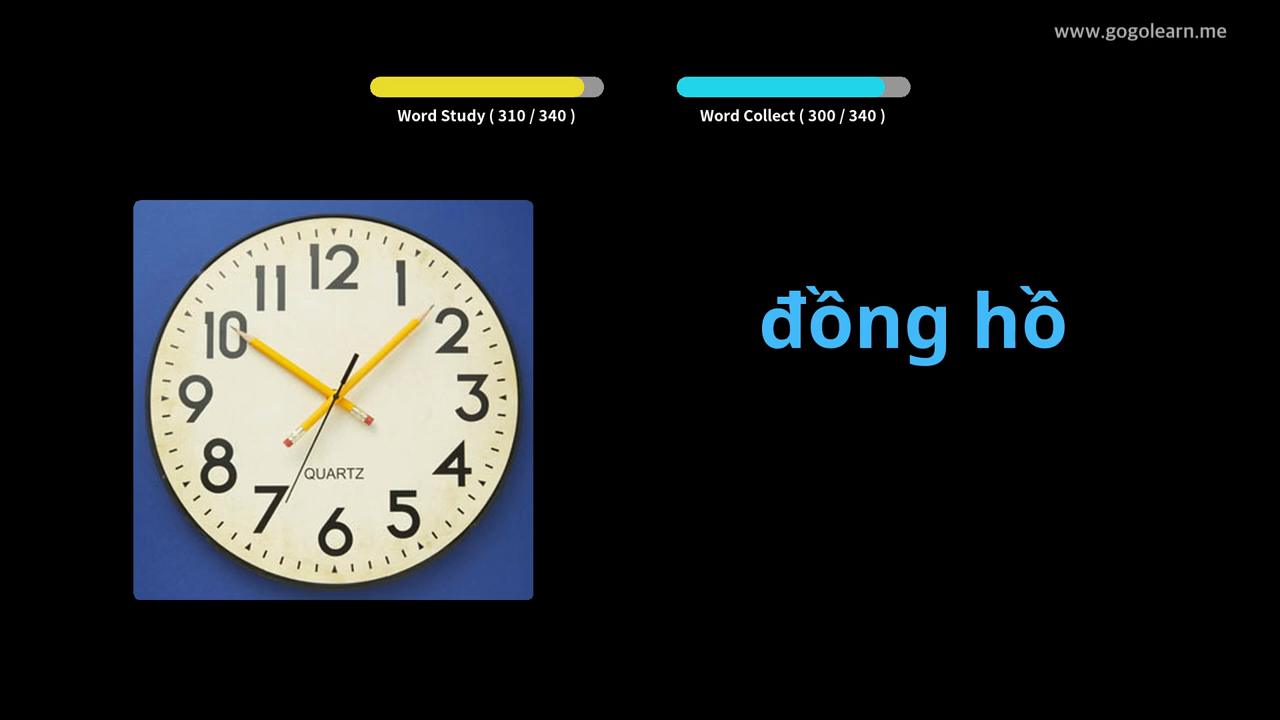 www.gogolearn.me
Word Study ( 310 / 340 )
Word Collect ( 300 / 340 )
12
11
1
10
2
9
3
8
4
QUARTZ
7
5
6
đồng hồ